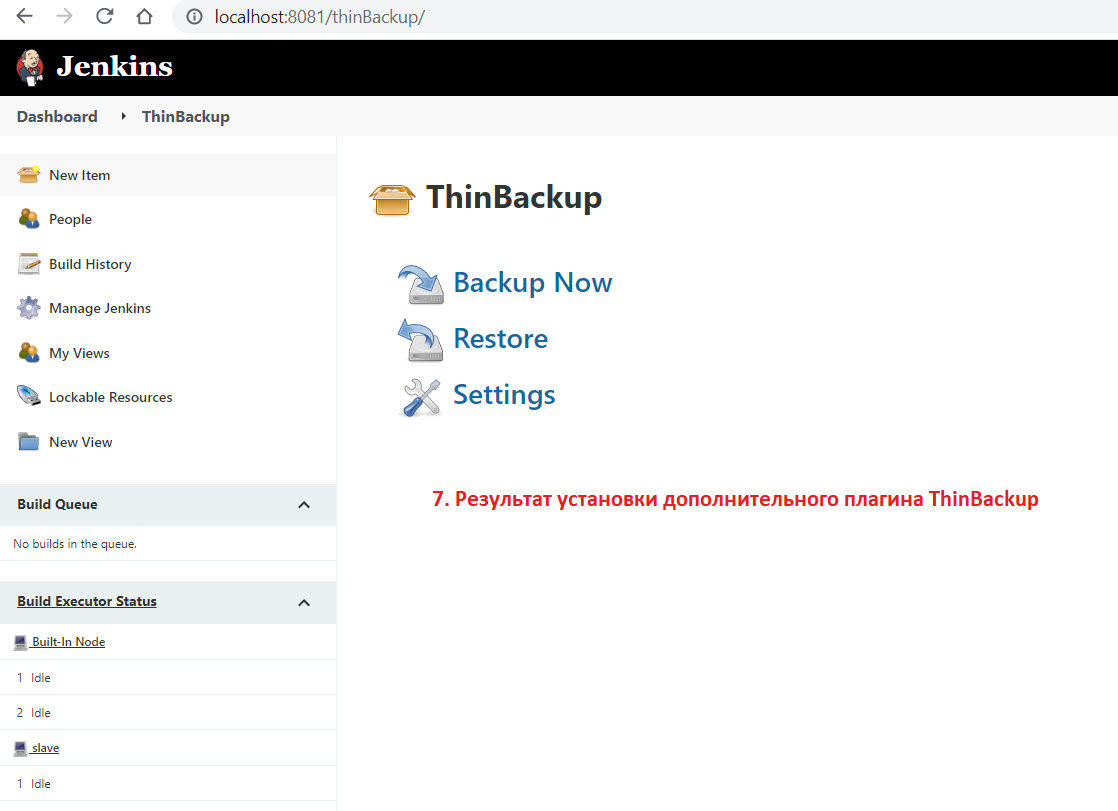 localhost:8081/thinBackup/
Jenkins
Dashboard ThinBackup
New Item
People
Build History
Manage Jenkins
My Views
Lockable Resources
New View
Build Queue
No builds in the queue.
Build Executor Status
Built-In Node
1 Idle
2 Idle
slave
1 Idle
ThinBackup
Backup Now
Restore
Settings
7. Результат установки дополнительного плагина ThinBackup